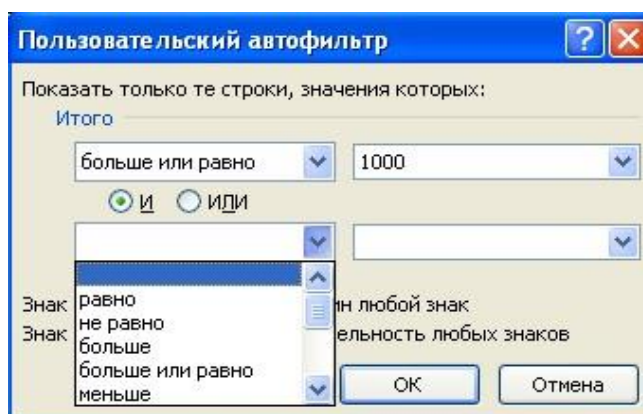 Пользовательский автофильтр
Показать только те строки, значения которых:
Итого
больше или равно 1000
И ИЛИ
равно
Знак ин любой знак
не равно
Знак ельность любых знаков
больше
больше или равно
меньше
ОК Отмена